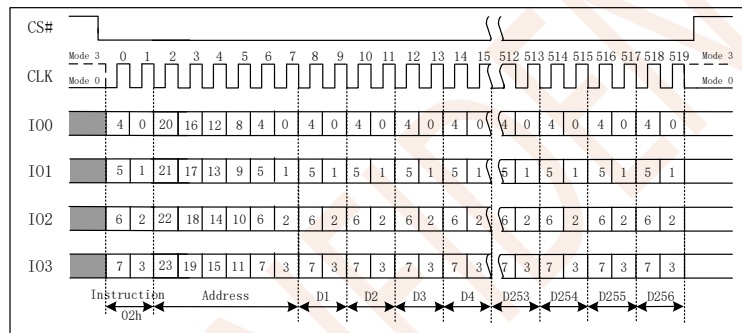 CS#
Mode 3 0 1 2 3 4 5 6 7 8 9 10 11 12 13 14 15 512 513 514 515 516 517 518 519 Mode 3
CLK Mode 0 Mode 0
IO0 4 0 20 16 12 8 4 0 4 0 4 0 4 0 4 0 4 0 4 0 4 0 4 0
IO1 5 1 21 17 13 9 5 1 5 1 5 1 5 1 5 1 5 1 5 1 5 1 5 1
IO2 6 2 22 18 14 10 6 2 6 2 6 2 6 2 6 2 6 2 6 2 6 2 6 2
IO3 7 3 23 19 15 11 7 3 7 3 7 3 7 3 7 3 7 3 7 3 7 3 7 3
Instruction Address D1 D2 D3 D4 D253 D254 D255 D256
02h